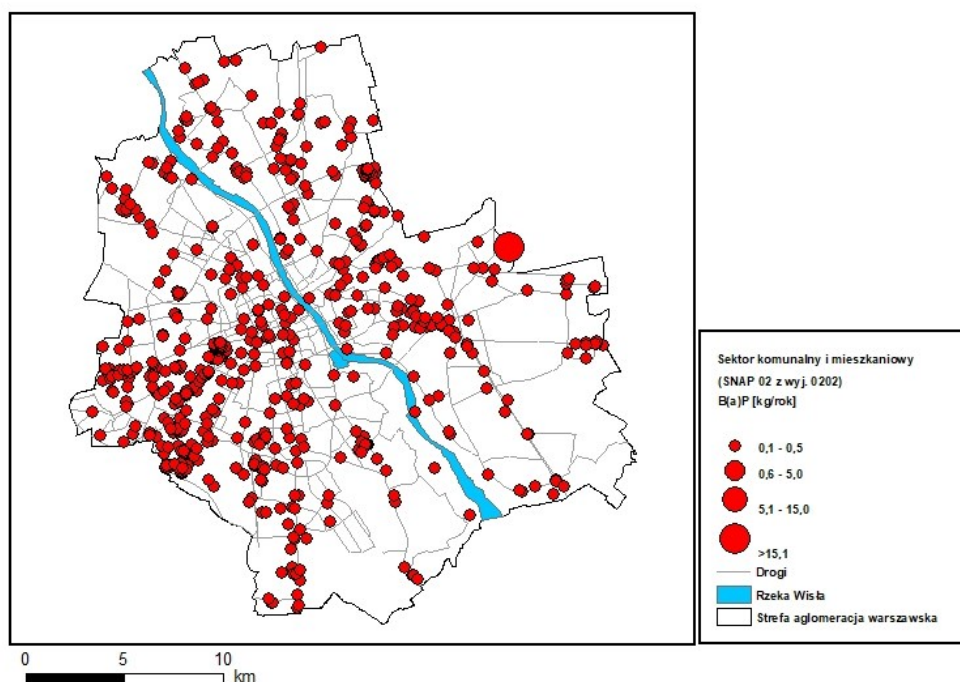 Sektor komunalny i mieszkaniowy
(SNAP 02 z wyj. 0202)
B(a)P [kg/rok]
0,1 - 0,5
0,6 - 5,0
5,1 - 15,0
>15,1
Drogi
Rzeka Wisła
Strefa aglomeracja warszawska
0 5 10
km